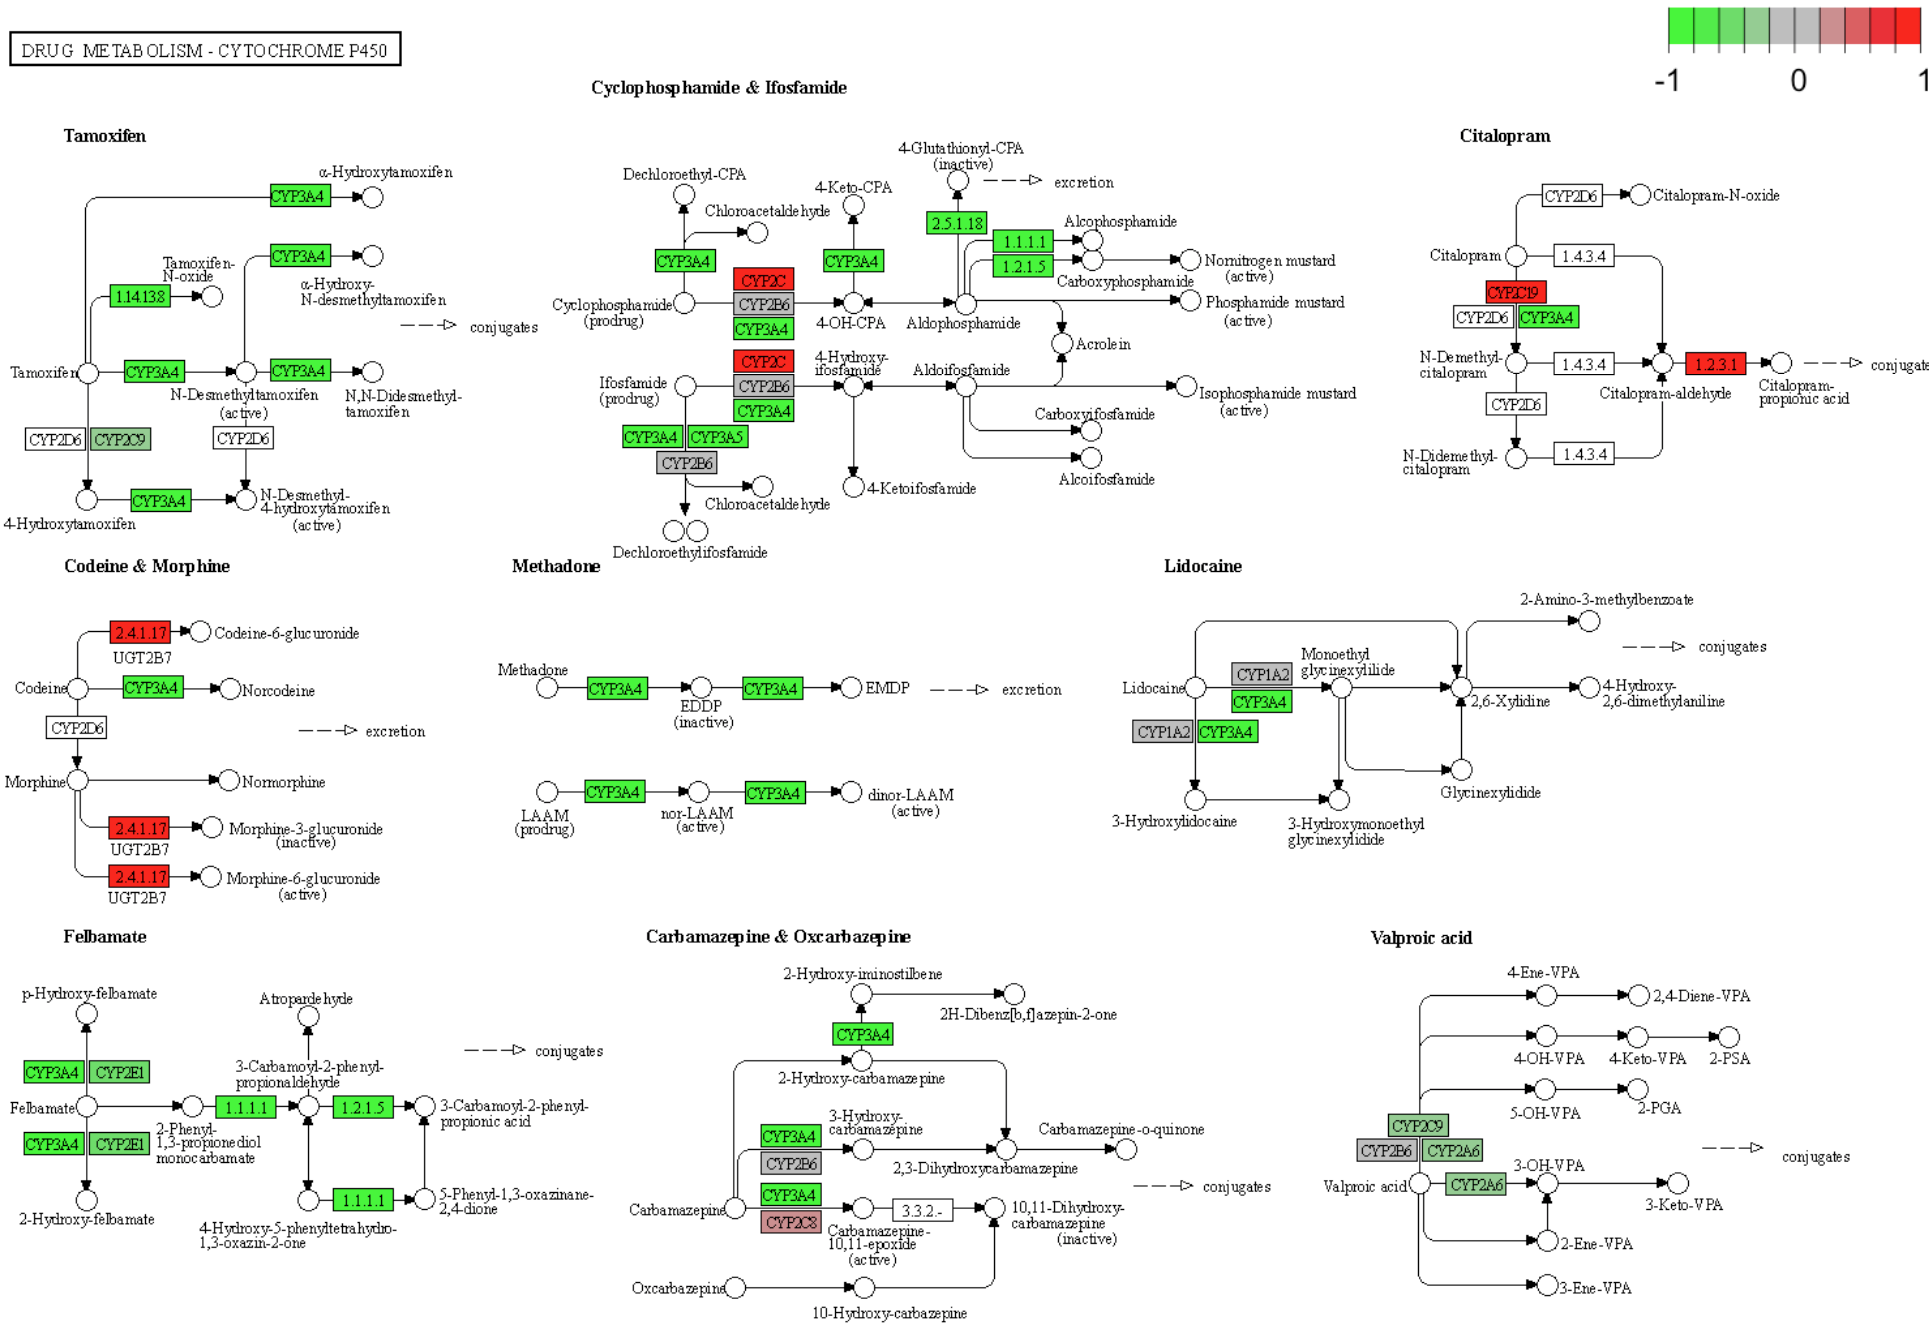 DRUG METABOLISM - CYTOCHROME P450
-1
0
1
Tamoxifen
α-Hydroxytamoxifen
CYP3A4
CYP3A4
Tamoxifen-
N-oxide
α-Hydroxy-
N-desmethyltamoxifen
1.14.13.8
conjugates
Tamoxifen
CYP3A4
CYP3A4
N-Desmethyltamoxifen
(active)
N,N-Didesmethyl-
tamoxifen
CYP2D6
CYP2C9
CYP2D6
CYP3A4
4-Hydroxytamoxifen
N-Desmethyl-
4-hydroxytamoxifen
(active)
Cyclophosphamide & Ifosfamide
4-Glutathionyl-CPA
(inactive)
excretion
Dechloroethyl-CPA
4-Keto-CPA
Chloroacetaldehyde
2.5.1.18
Alcophosphamide
1.1.1.1
CYP3A4
CYP3A4
1.2.1.5
Nornitrogen mustard
(active)
Carboxyphosphamide
CYP2C
Cyclophosphamide
(prodrug)
CYP2B6
CYP3A4
4-OH-CPA
Aldophosphamide
Phosphamide mustard
(active)
Acrolein
CYP2C
4-Hydroxy-
ifosfamide
Aldoifosfamide
Ifosfamide
(prodrug)
CYP2B6
CYP3A4
Isophosphamide mustard
(active)
CYP3A4
CYP3A5
Carboxyifosfamide
CYP2B6
Alcoifosfamide
Chloroacetaldehyde
4-Ketoifosfamide
Dechloroethylifosfamide
Citalopram
CYP2D6
Citalopram-N-oxide
Citalopram
1.4.3.4
CYP2C19
CYP2D6
CYP3A4
N-Demethyl-
citalopram
1.4.3.4
1.2.3.1
conjugate
Citalopram-aldehyde
Citalopram-
propionic acid
CYP2D6
N-Didemethyl-
citalopram
1.4.3.4
Codeine & Morphine
2.4.1.17
Codeine-6-glucuronide
UGT2B7
Codeine
CYP3A4
Norcodeine
CYP2D6
excretion
Morphine
Normorphine
2.4.1.17
Morphine-3-glucuronide
(inactive)
UGT2B7
2.4.1.17
Morphine-6-glucuronide
(active)
UGT2B7
Methadone
Methadone
CYP3A4
CYP3A4
EMDP
excretion
EDDP
(inactive)
CYP3A4
CYP3A4
dinor-LAAM
(active)
LAAM
(prodrug)
nor-LAAM
(active)
Lidocaine
2-Amino-3-methylbenzoate
conjugates
Monoethyl
glycinexylilide
CYP1A2
Lidocaine
CYP3A4
2,6-Xylidine
4-Hydroxy-
2,6-dimethylaniline
CYP1A2
CYP3A4
Glycinexylidide
3-Hydroxylidocaine
3-Hydroxymonoethyl
glycinexylidide
Felbamate
p-Hydroxy-felbamate
Atropardehyde
conjugates
CYP3A4
CYP2E1
3-Carbamoyl-2-phenyl-
propionaldehyde
Felbamate
1.1.1.1
1.2.1.5
3-Carbamoyl-2-phenyl-
propionic acid
CYP3A4
CYP2E1
2-Phenyl-
1,3-propionediol
monocarbamate
1.1.1.1
5-Phenyl-1,3-oxazinane-
2,4-dione
2-Hydroxy-felbamate
4-Hydroxy-5-phenyltetrahydro-
1,3-oxazin-2-one
Carbamazepine & Oxcarbazepine
2-Hydroxy-iminostilbene
2H-Dibenz[b,f]azepin-2-one
CYP3A4
2-Hydroxy-carbamazepine
3-Hydroxy-
carbamazepine
CYP3A4
CYP2B6
Carbamazepine-o-quinone
2,3-Dihydroxycarbamazepine
conjugates
CYP3A4
Carbamazepine
CYP2C8
3.3.2.-
Carbamazepine-
10,11-epoxide
(active)
10,11-Dihydroxy-
carbamazepine
(inactive)
Oxcarbazepine
10-Hydroxy-carbazepine
Valproic acid
4-Ene-VPA
2,4-Diene-VPA
4-OH-VPA
4-Keto-VPA
2-PSA
5-OH-VPA
2-PGA
CYP2C9
CYP2B6
CYP2A6
conjugates
Valproic acid
CYP2A6
3-OH-VPA
3-Keto-VPA
2-Ene-VPA
3-Ene-VPA